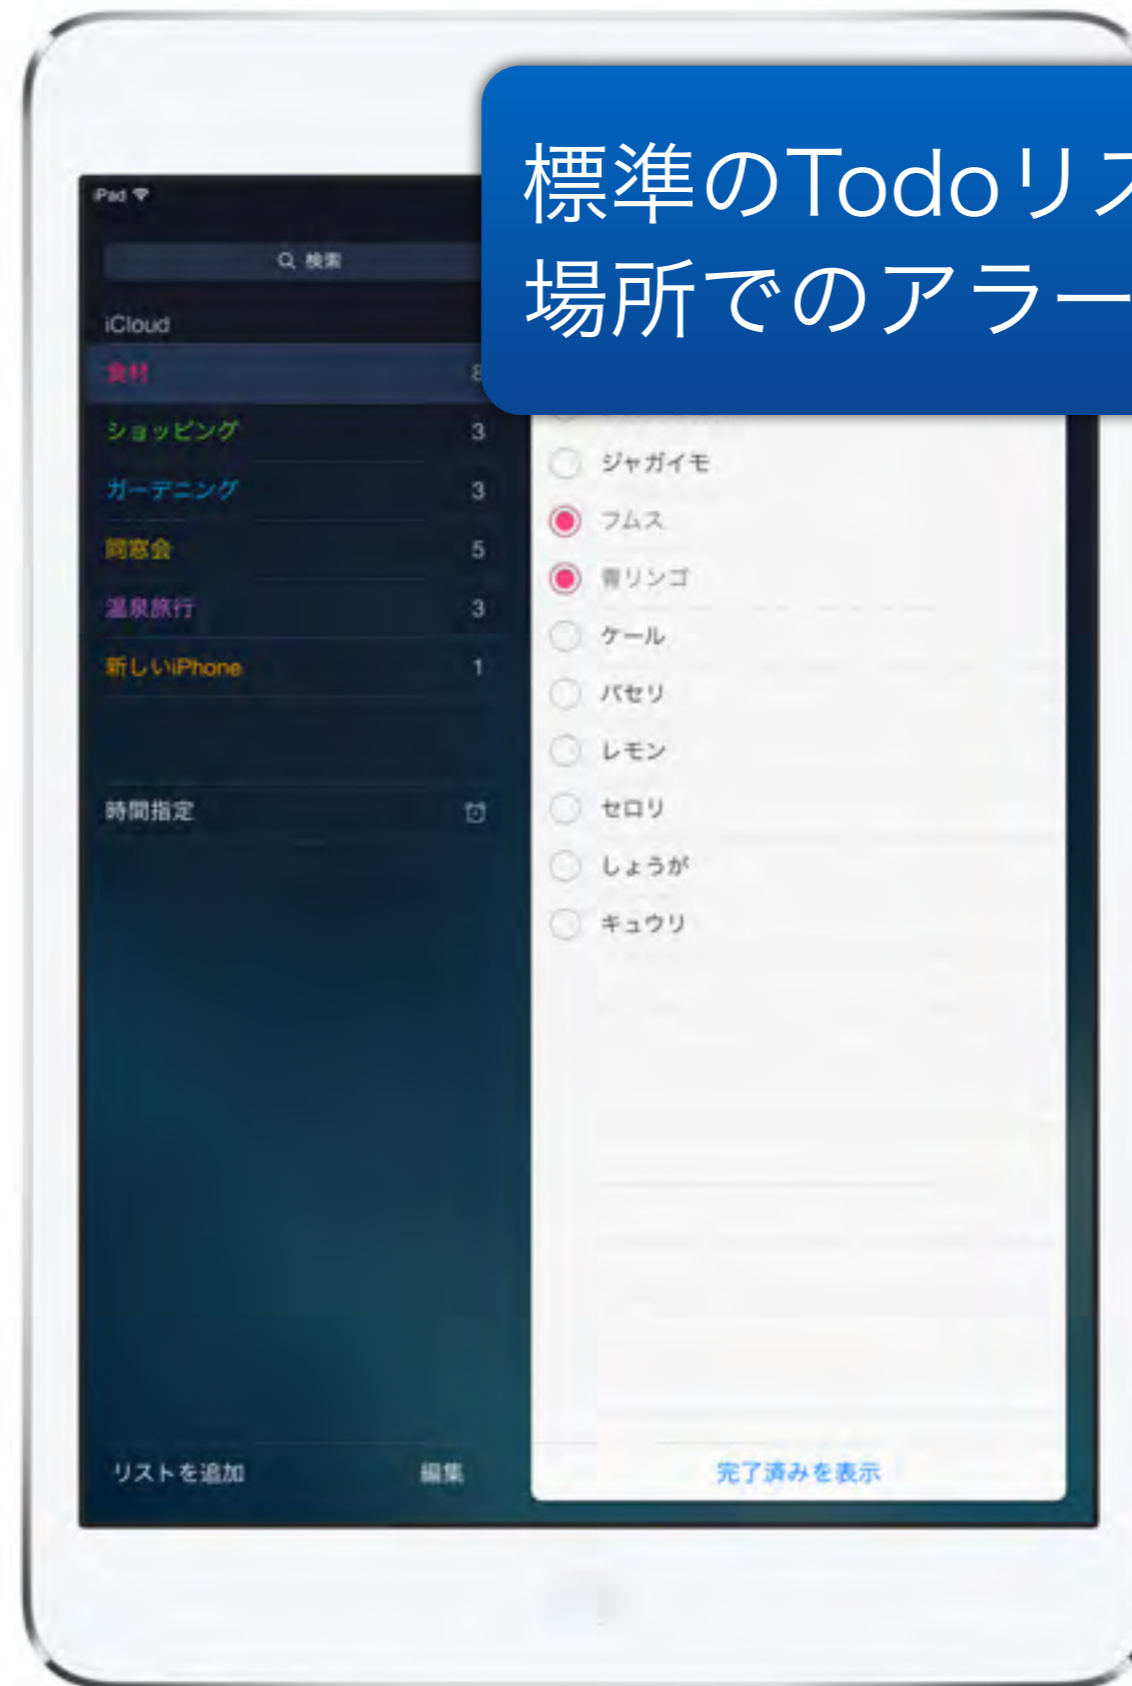 標準のTodoリス
場所でのアラー
iPad
検索
iCloud
食材 8
ショッピング 3
ガーデニング 3
同窓会 5
温泉旅行 3
新しいiPhone 1
時間指定
リストを追加 編集
ジャガイモ
フムス
青リンゴ
ケール
パセリ
レモン
セロリ
しょうが
キュウリ
完了済みを表示